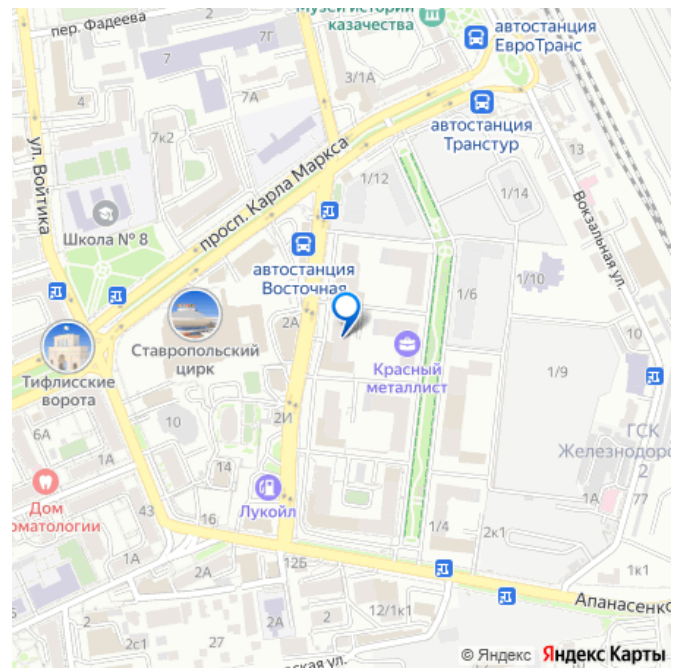 пер. Фадеева
Музей истории
казачества
автостанция
ЕвроТранс
7
7Г
3/1А
4
7А
автостанция
Транстур
7к2
13
ул. Войтика
просп. Карла Маркса
1/12
1/14
Вокзальная ул.
Школа № 8
автостанция
Восточная
1/10
1/6
2А
10
Ставропольский
цирк
Тифлисские
ворота
Красный
металлист
1/9
10
2И
6А
1А
14
ГСК
Железнодоро
2
Дом
оматологии
43
16
Лукойл
1А
77
1/4
2к1
2А
12Б
1к1
2
2
12/1к1
Апанасенко
2с1
27
ская ул.
© Яндекс Яндекс Карты